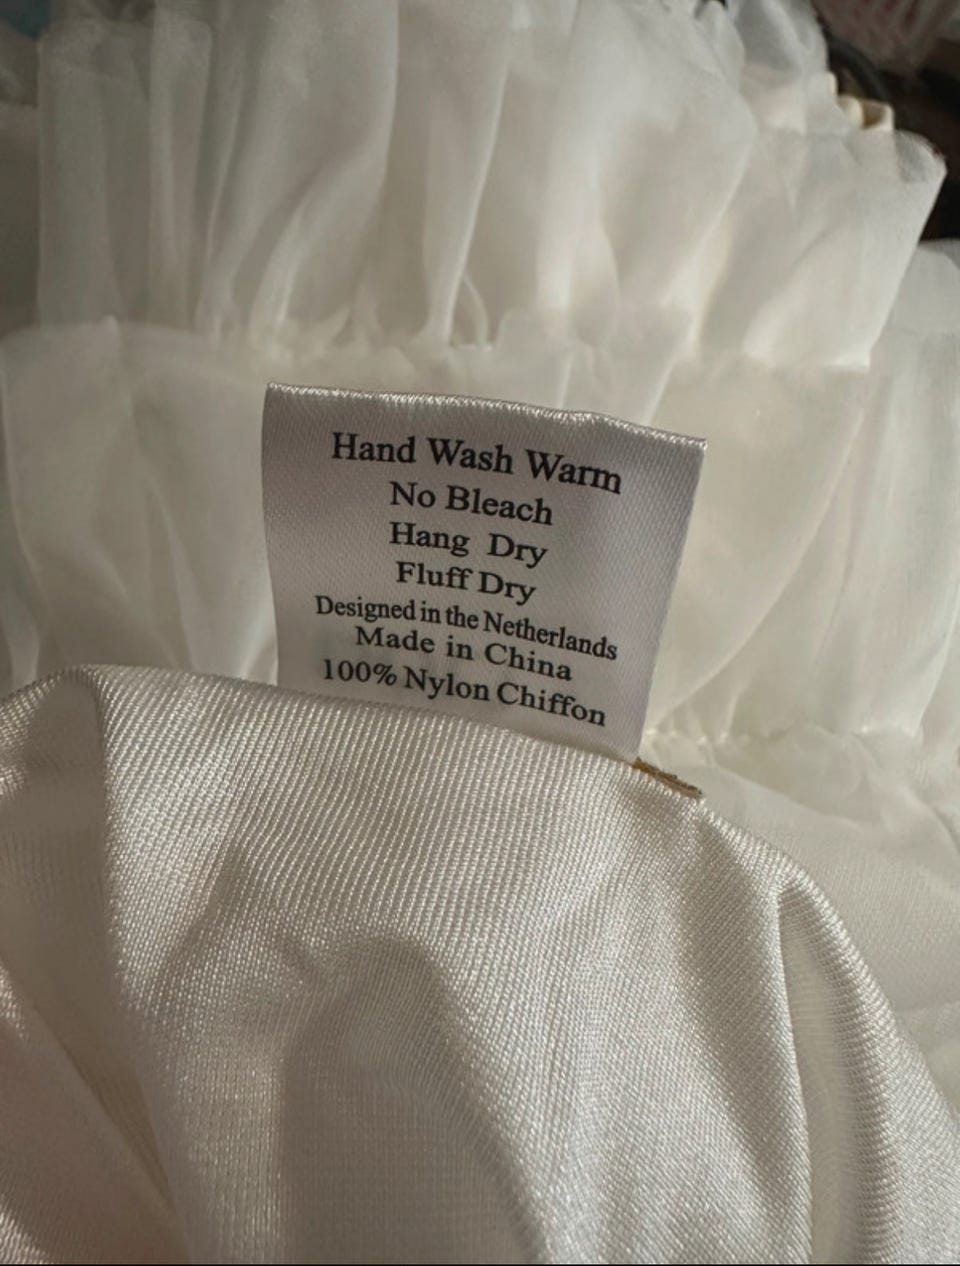 Hand Wash Warm
No Bleach
Hang Dry
Fluff Dry
Designed in the Netherlands
Made in China
100% Nylon Chiffon